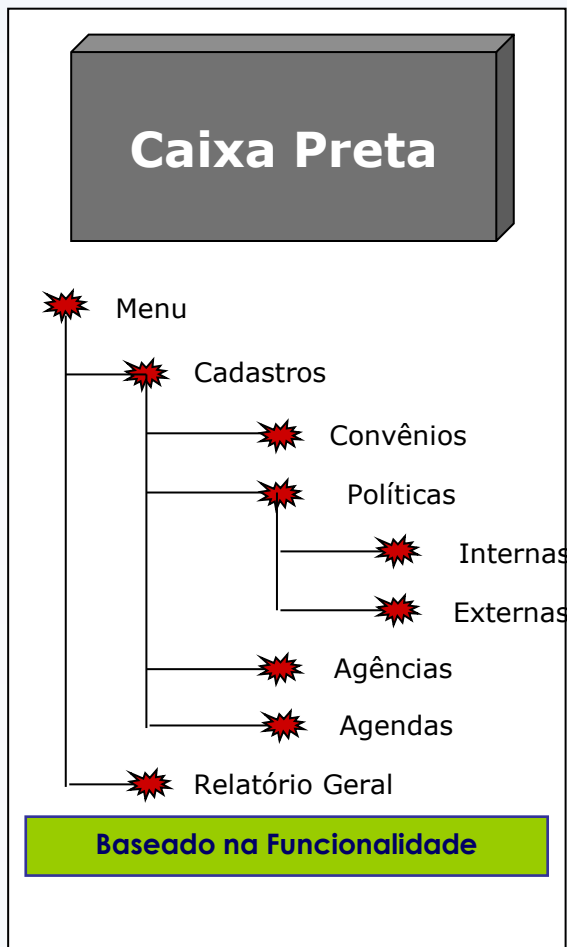 Caixa Preta
Menu
Cadastros
Convênios
Políticas
Internas
Externas
Agências
Agendas
Relatório Geral
Baseado na Funcionalidade